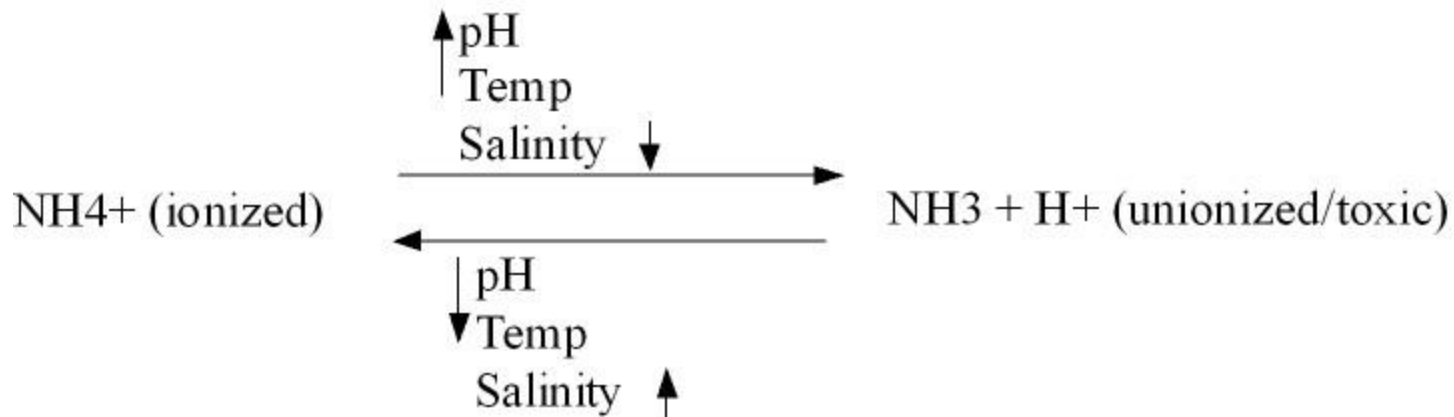 pH
Temp
Salinity
NH4+ (ionized)
NH3 + H+ (unionized/toxic)
pH
Temp
Salinity